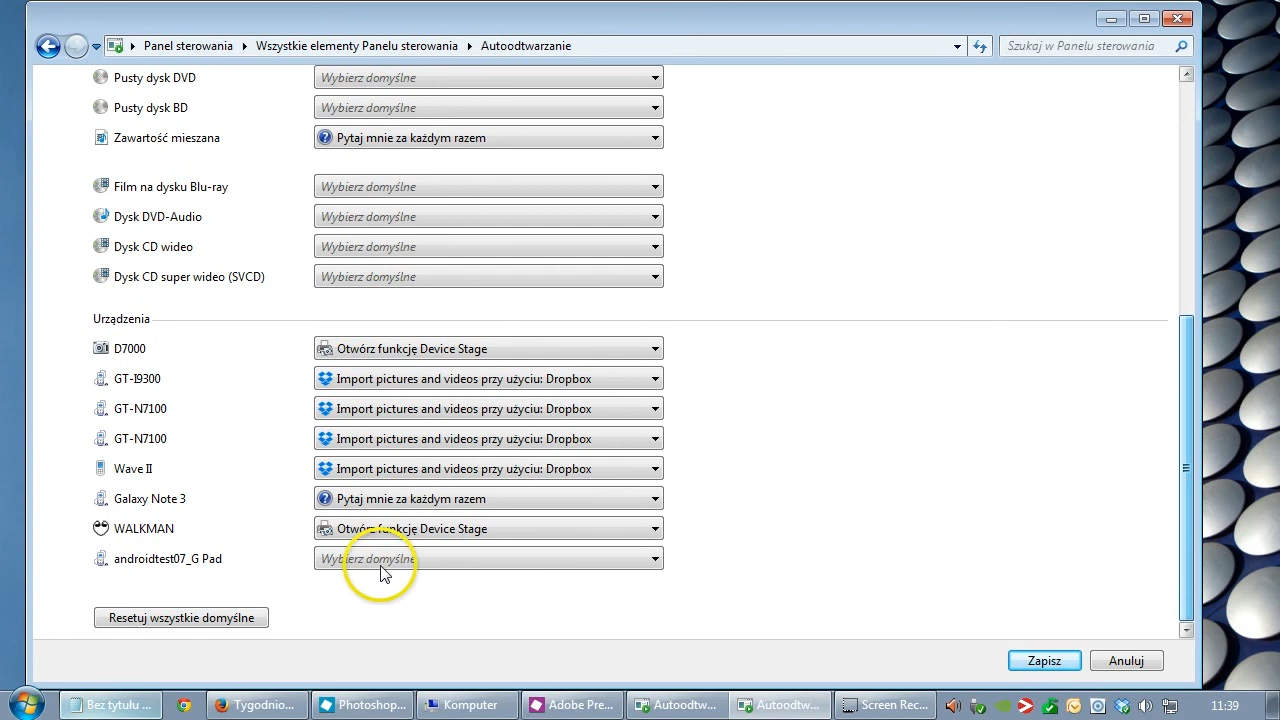 Panel sterowania Wszystkie elementy Panelu sterowania Autoodtwarzanie Szukaj w Panelu sterowania
Pusty dysk DVD Wybierz domyślne
Pusty dysk BD Wybierz domyślne
Zawartość mieszana Pytaj mnie za każdym razem
Film na dysku Blu-ray Wybierz domyślne
Dysk DVD-Audio Wybierz domyślne
Dysk CD wideo Wybierz domyślne
Dysk CD super wideo (SVCD) Wybierz domyślne
Urządzenia
D7000 Otwórz funkcję Device Stage
GT-I9300 Import pictures and videos przy użyciu: Dropbox
GT-N7100 Import pictures and videos przy użyciu: Dropbox
GT-N7100 Import pictures and videos przy użyciu: Dropbox
Wave II Import pictures and videos przy użyciu: Dropbox
Galaxy Note 3 Pytaj mnie za każdym razem
WALKMAN Otwórz funkcję Device Stage
androidtest07_G Pad Wybierz domyślne
Resetuj wszystkie domyślne
Zapisz Anuluj
Bez tytułu ... Tygodnio... Photoshop... Komputer Adobe Pre... Autoodtw... Autoodtw... Screen Rec... 11:39